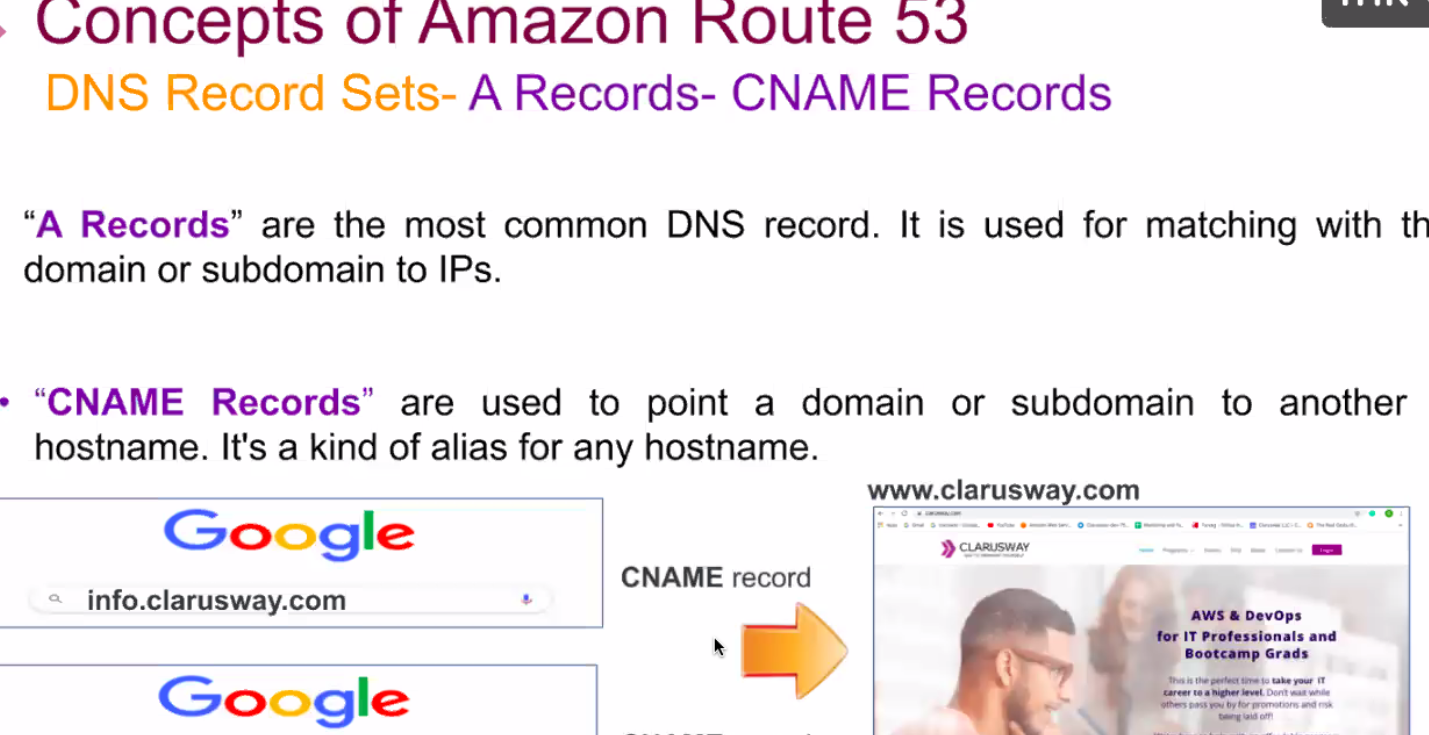 Concepts of Amazon Route 53
DNS Record Sets- A Records- CNAME Records
“A Records” are the most common DNS record. It is used for matching with th
domain or subdomain to IPs.
• “CNAME Records” are used to point a domain or subdomain to another
hostname. It's a kind of alias for any hostname.
www.clarusway.com
Google
info.clarusway.com
CNAME record
CLARUSWAY
AWS & DevOps
for IT Professionals and
Bootcamp Grads
This is the perfect time to take your IT
career to a higher level. Don't wait while
others pass you by for promotions and risk
being laid off!
Google